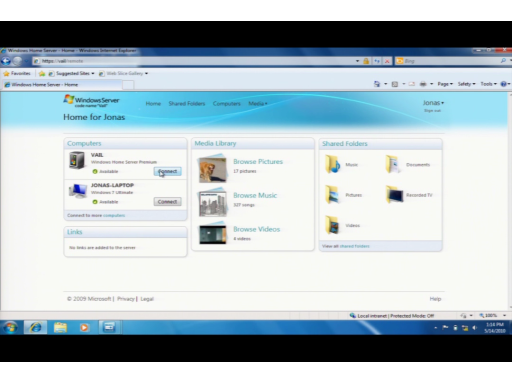 Windows Home Server - Home - Windows Internet Explorer
https://vail/remote
Bing
Favorites Suggested Sites Web Slice Gallery
Windows Home Server - Home
Page Safety Tools
Windows Server
code name "Vail"
Home Shared Folders Computers Media
Jonas
Sign out
Home for Jonas
Computers
VAIL
Windows Home Server Premium
Available Connect
JONAS-LAPTOP
Windows 7 Ultimate
Available Connect
Connect to more computers
Links
No links are added to the server
Media Library
Browse Pictures
17 pictures
Browse Music
107 songs
Browse Videos
4 videos
Shared Folders
Music Documents
Pictures Recorded TV
Videos
View all shared folders
© 2009 Microsoft | Privacy | Legal
Help
Local intranet | Protected Mode: Off
100%
1:14 PM
5/14/2010